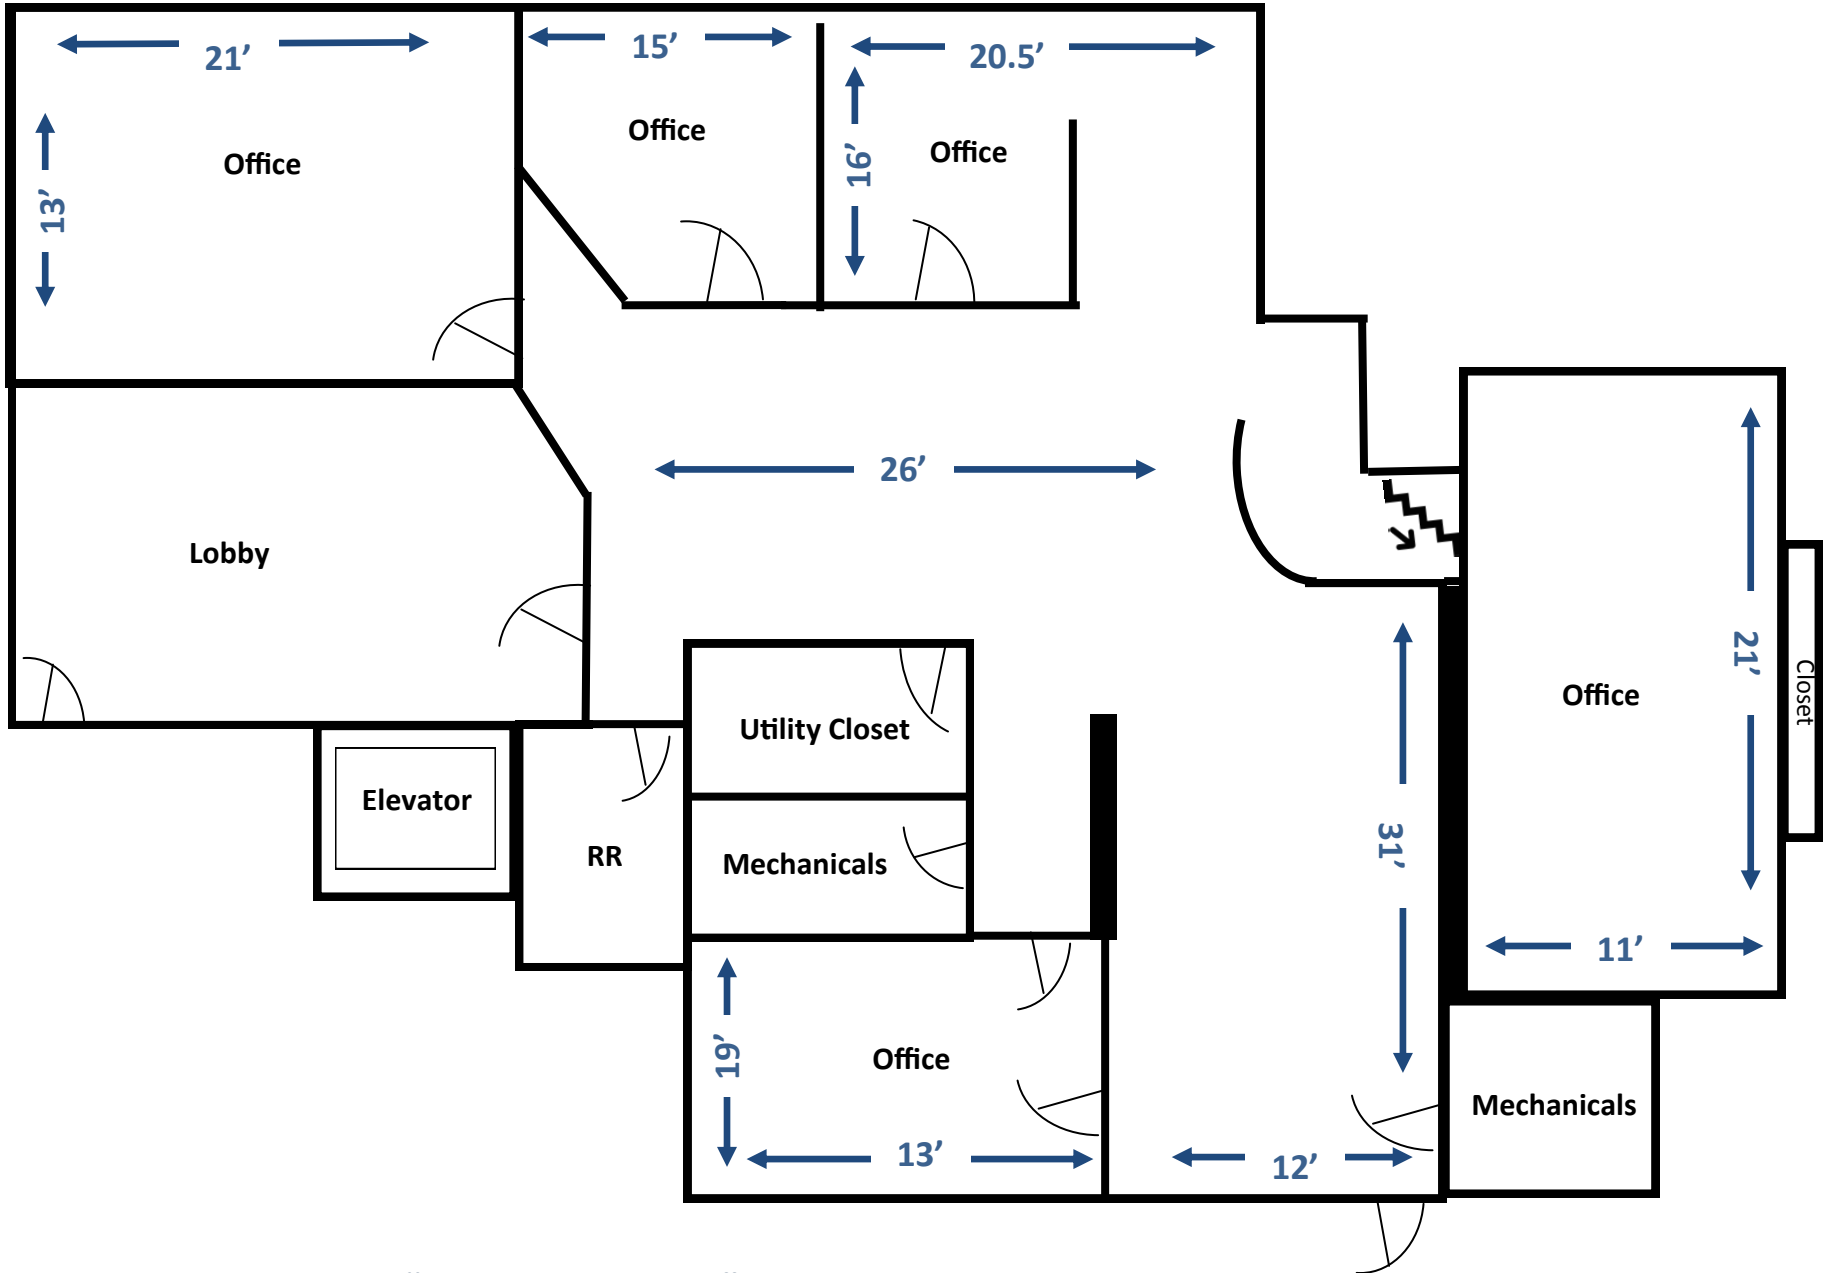 21’
15’
20.5’
Office
Office
Office
13’
16’
26’
Lobby
21’
Closet
Office
Utility Closet
Elevator
RR
Mechanicals
31’
11’
19’
Office
13’
12’
Mechanicals